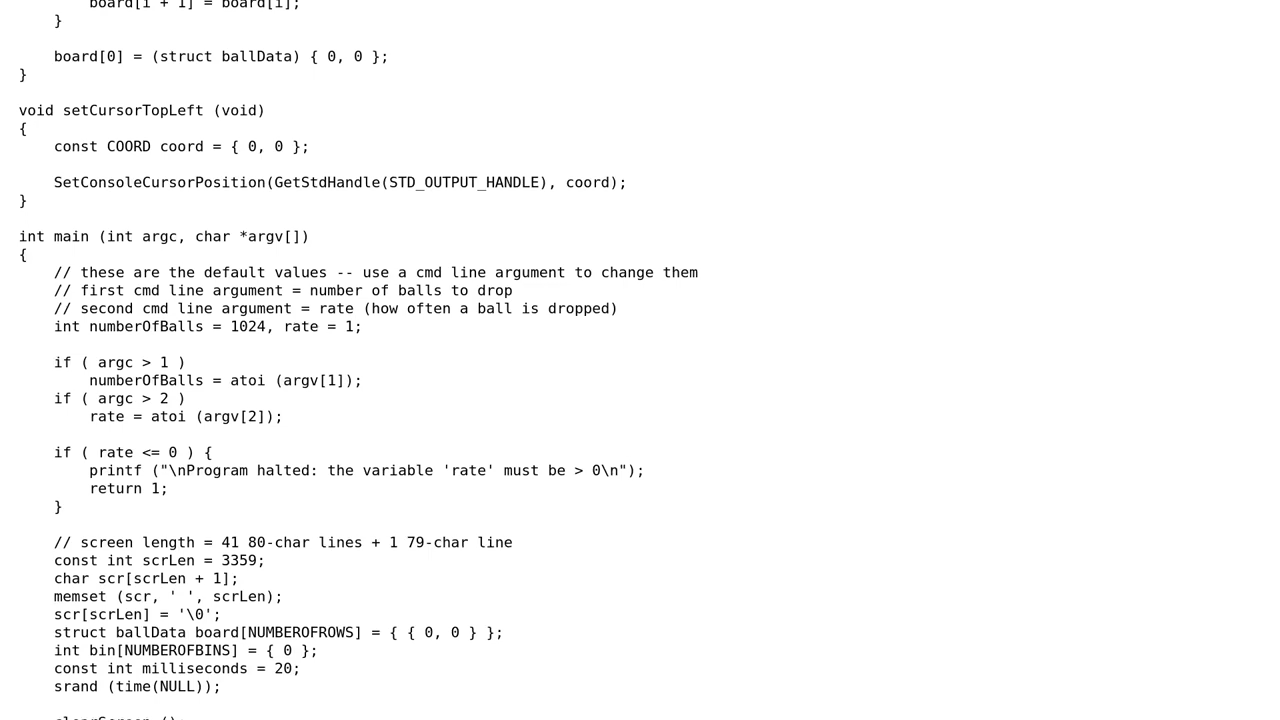 board[i + 1] = board[i];
    }

    board[0] = (struct ballData) { 0, 0 };
}

void setCursorTopLeft (void)
{
    const COORD coord = { 0, 0 };

    SetConsoleCursorPosition(GetStdHandle(STD_OUTPUT_HANDLE), coord);
}

int main (int argc, char *argv[])
{
    // these are the default values -- use a cmd line argument to change them
    // first cmd line argument = number of balls to drop
    // second cmd line argument = rate (how often a ball is dropped)
    int numberOfBalls = 1024, rate = 1;

    if ( argc > 1 )
        numberOfBalls = atoi (argv[1]);
    if ( argc > 2 )
        rate = atoi (argv[2]);

    if ( rate <= 0 ) {
        printf ("\nProgram halted: the variable 'rate' must be > 0\n");
        return 1;
    }

    // screen length = 41 80-char lines + 1 79-char line
    const int scrLen = 3359;
    char scr[scrLen + 1];
    memset (scr, ' ', scrLen);
    scr[scrLen] = '\0';
    struct ballData board[NUMBEROFROWS] = { { 0, 0 } };
    int bin[NUMBEROFBINS] = { 0 };
    const int milliseconds = 20;
    srand (time(NULL));